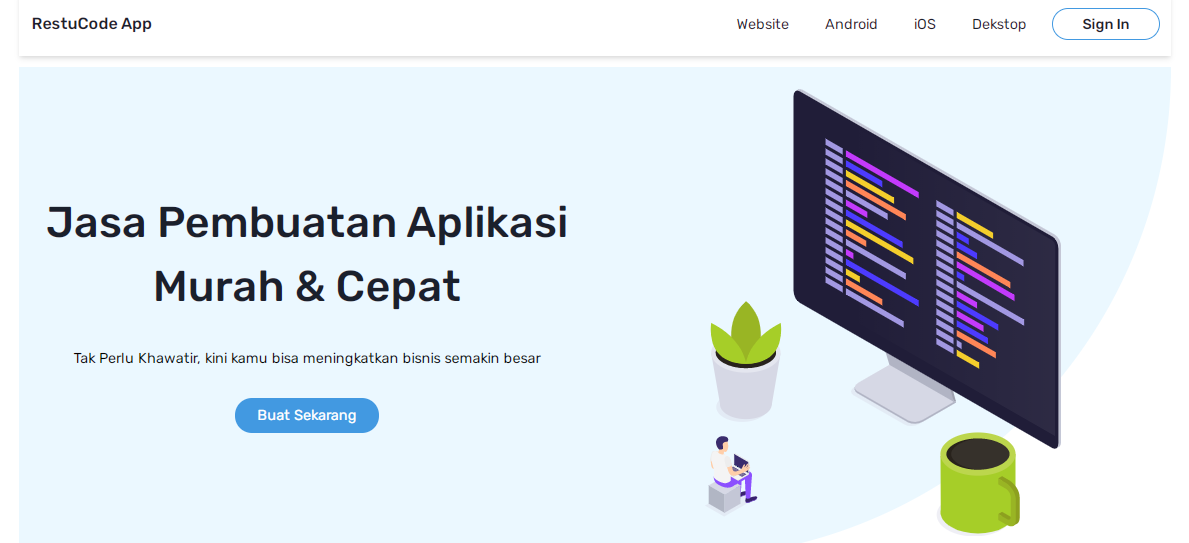 RestuCode App
Website
Android
iOS
Dekstop
Sign In
Jasa Pembuatan Aplikasi
Murah & Cepat
Tak Perlu Khawatir, kini kamu bisa meningkatkan bisnis semakin besar
Buat Sekarang